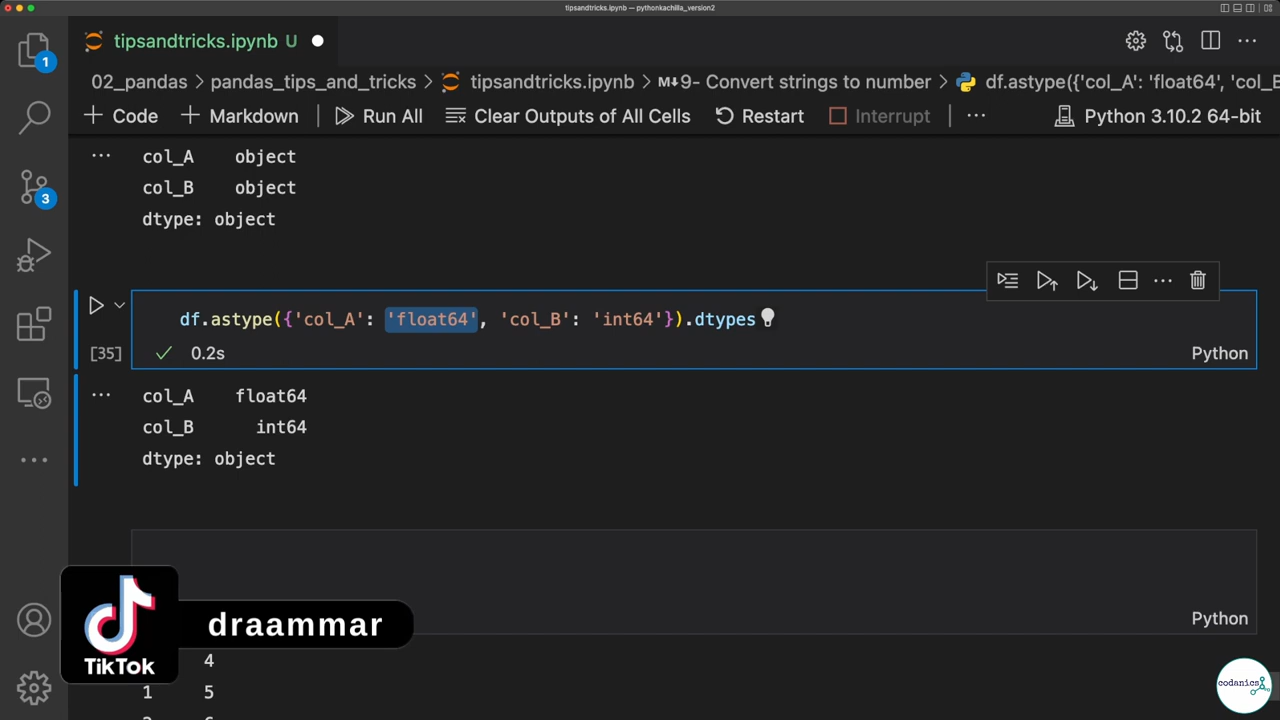 tipsandtricks.ipynb — pythonkachilla_version2
tipsandtricks.ipynb U
1
02_pandas > pandas_tips_and_tricks > tipsandtricks.ipynb > M↓9- Convert strings to number > df.astype({'col_A': 'float64', 'col_B
+ Code + Markdown Run All Clear Outputs of All Cells Restart Interrupt ... Python 3.10.2 64-bit
... col_A object
col_B object
3
dtype: object
df.astype({'col_A': 'float64', 'col_B': 'int64'}).dtypes
[35] ✓ 0.2s Python
... col_A float64
col_B int64
dtype: object
Python
draammar
TikTok
4
1 5
codanics